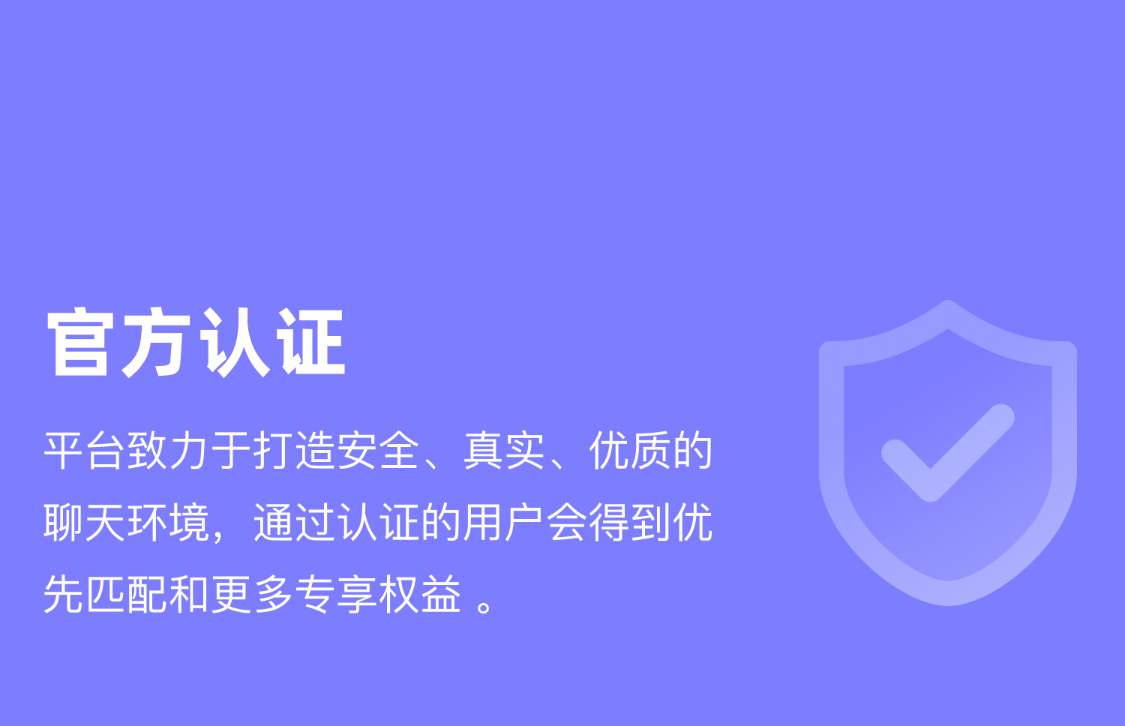 官方认证
平台致力于打造安全、真实、优质的
聊天环境，通过认证的用户会得到优
先匹配和更多专享权益 。